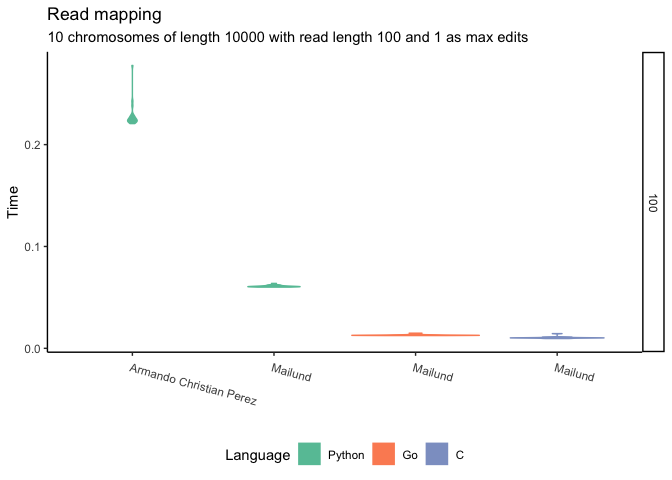 Read mapping
10 chromosomes of length 10000 with read length 100 and 1 as max edits
Time
0.2
0.1
0.0
100
Armando Christian Perez
Mailund
Mailund
Mailund
Language Python Go C